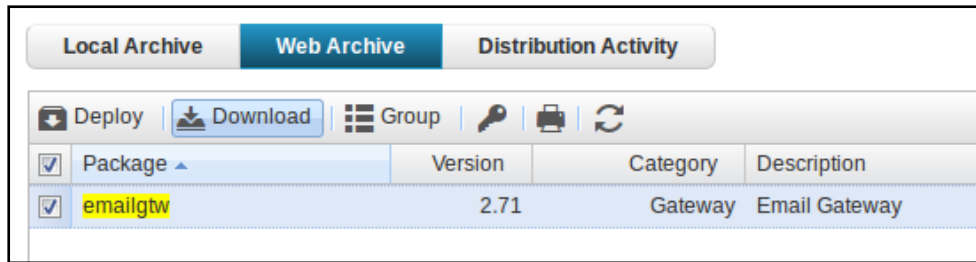 Local Archive Web Archive Distribution Activity
Deploy Download Group
Package Version Category Description
emailgtw 2.71 Gateway Email Gateway